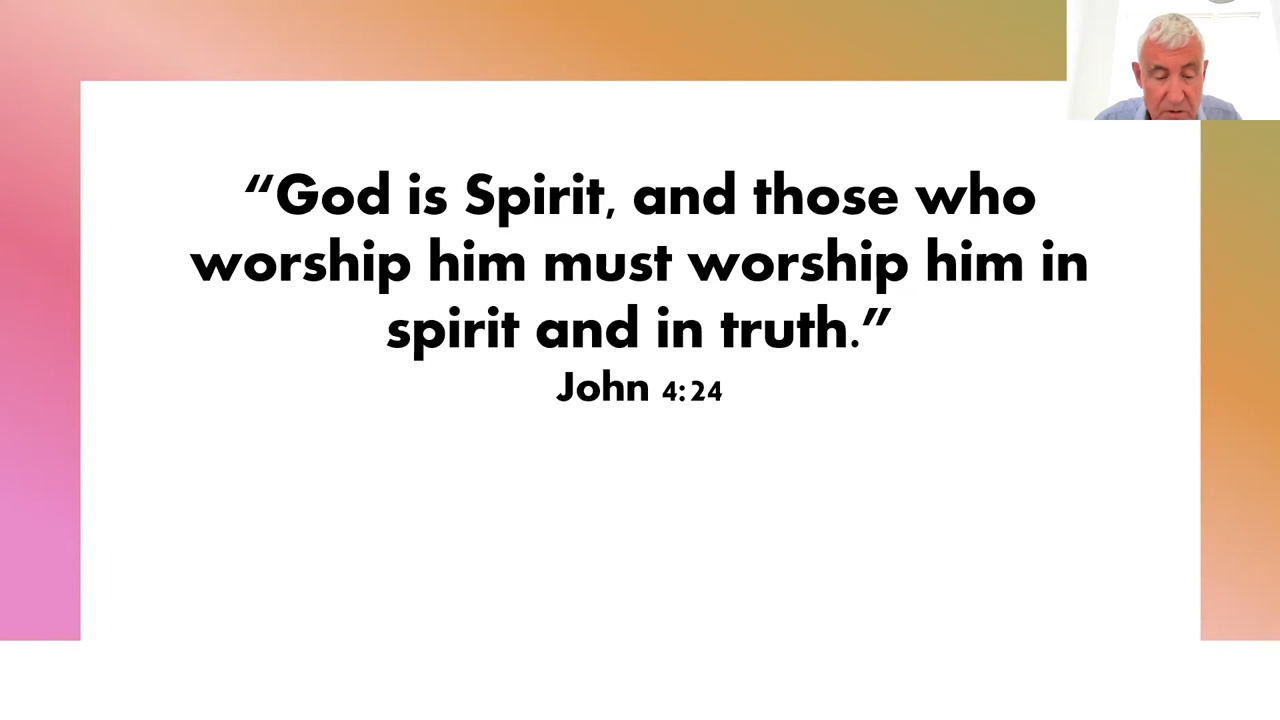 “God is Spirit, and those who
worship him must worship him in
spirit and in truth.”
John 4:24